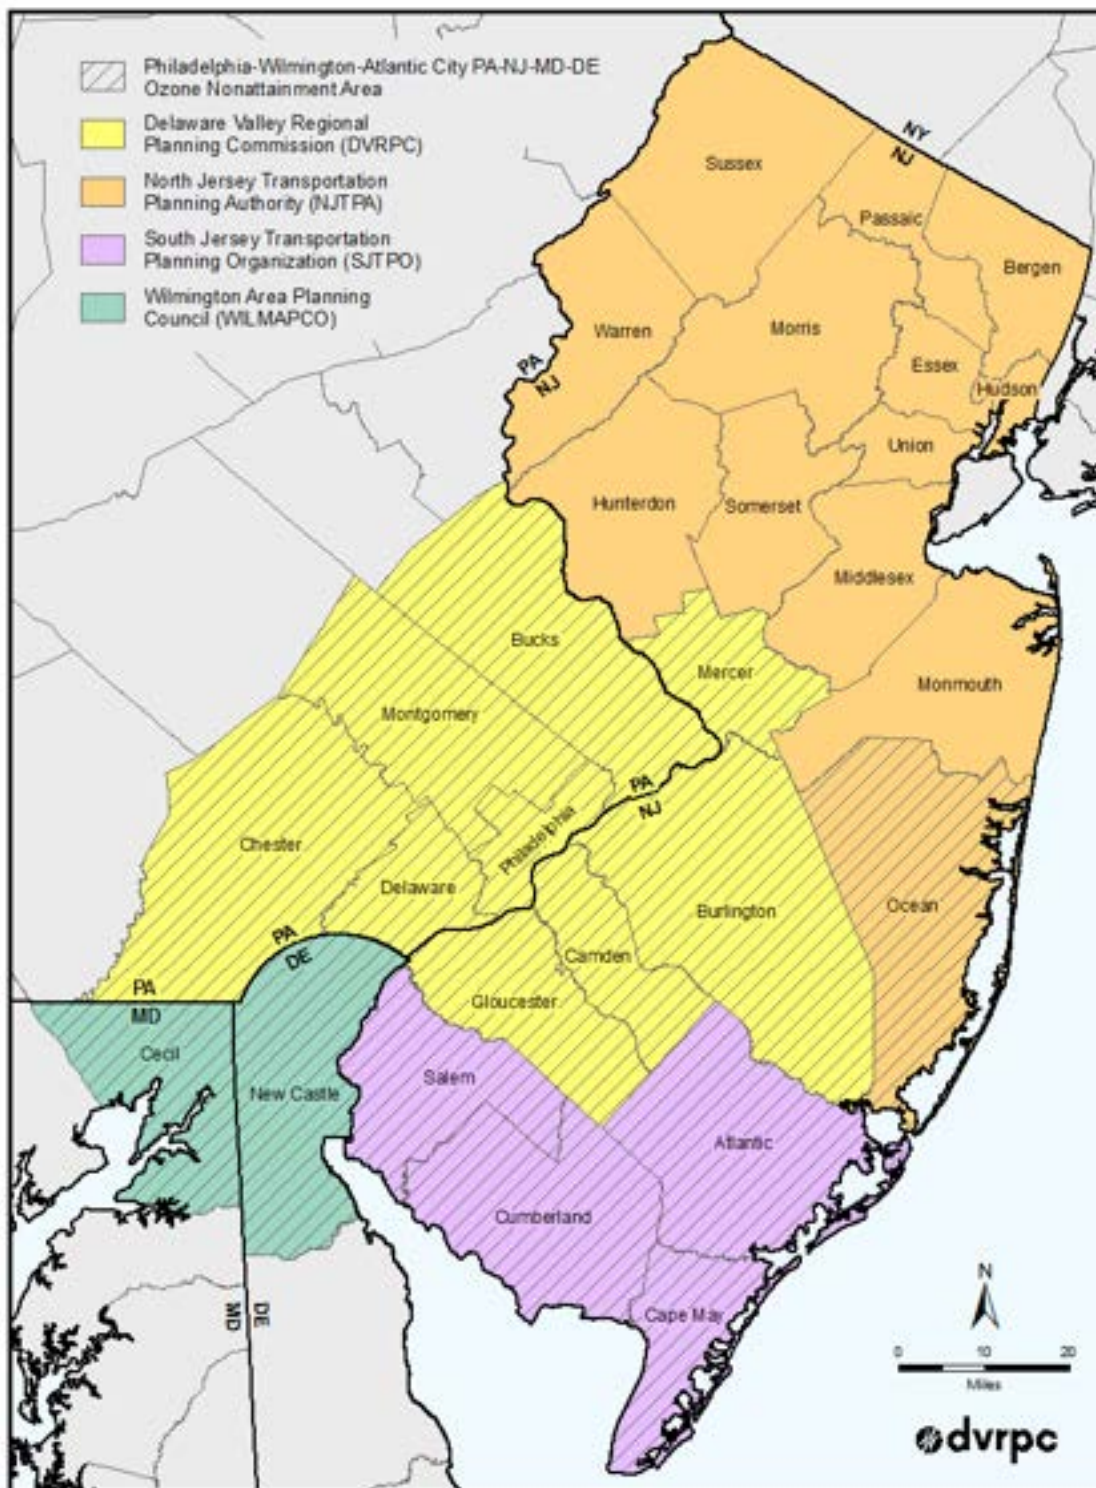 Philadelphia-Wilmington-Atlantic City PA-NJ-MD-DE
Ozone Nonattainment Area
Delaware Valley Regional
Planning Commission (DVRPC)
North Jersey Transportation
Planning Authority (NJTPA)
South Jersey Transportation
Planning Organization (SJTPO)
Wilmington Area Planning
Council (WILMAPCO)
NY
NJ
Sussex
Passaic
Bergen
Warren
Morris
PA
NJ
Essex
Hudson
Union
Hunterdon
Somerset
Middlesex
Bucks
Mercer
Monmouth
Montgomery
PA
NJ
Philadelphia
Chester
Delaware
Ocean
Burlington
PA
DE
Camden
PA
MD
Gloucester
Cecil
New Castle
Salem
Atlantic
Cumberland
Cape May
MD
DE
N
0 10 20
Miles
dvrpc